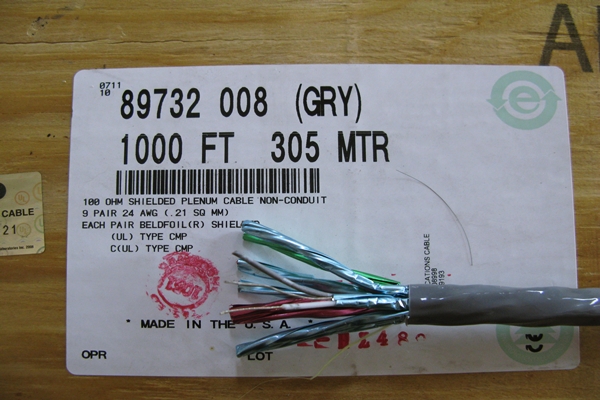 0711
10
89732 008 (GRY)
1000 FT 305 MTR
100 OHM SHIELDED PLENUM CABLE NON-CONDUIT
9 PAIR 24 AWG (.21 SQ MM)
EACH PAIR BELDFOIL(R)
(UL) TYPE CMP
C(UL) TYPE CMP
* MADE IN THE U.S.A. *
OPR
LOT
CABLE
21
e
CABLE